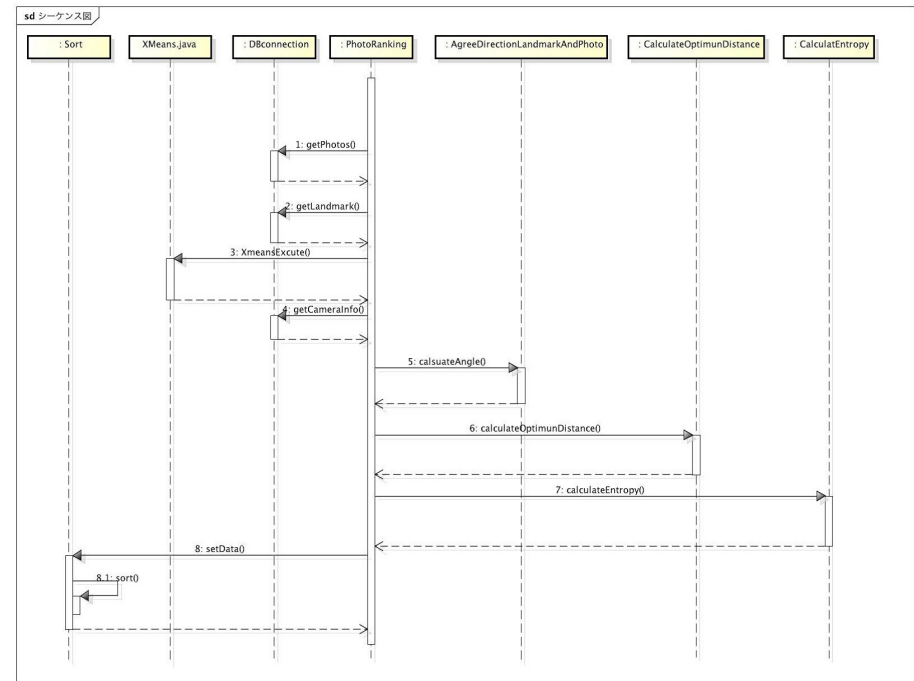 sd シーケンス図
: Sort
XMeans.java
: DBconnection
: PhotoRanking
: AgreeDirectionLandmarkAndPhoto
: CalculateOptimunDistance
: CalculatEntropy
1: getPhotos()
2: getLandmark()
3: XmeansExcute()
4: getCameraInfo()
5: calsuateAngle()
6: calculateOptimunDistance()
7: calculateEntropy()
8: setData()
8.1: sort()